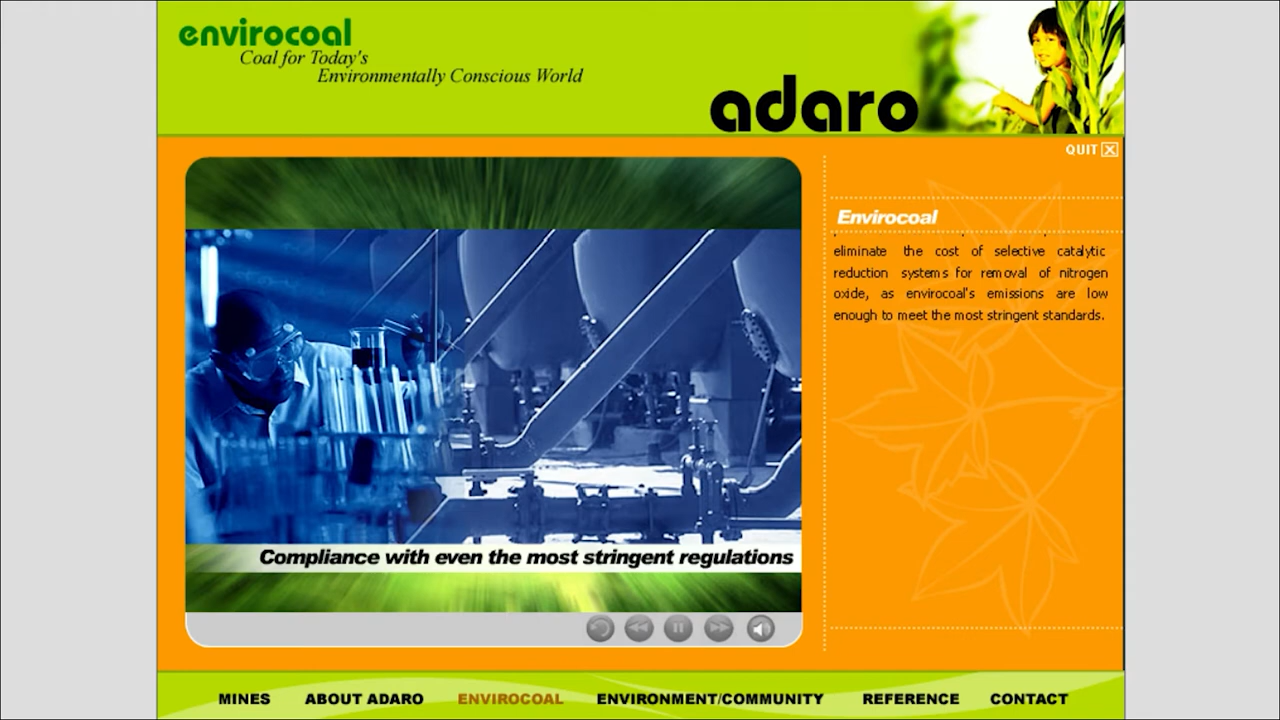 envirocoal
Coal for Today's
Environmentally Conscious World
adaro
QUIT
Envirocoal
eliminate the cost of selective catalytic
reduction systems for removal of nitrogen
oxide, as envirocoal's emissions are low
enough to meet the most stringent standards.
Compliance with even the most stringent regulations
MINES
ABOUT ADARO
ENVIROCOAL
ENVIRONMENT/COMMUNITY
REFERENCE
CONTACT